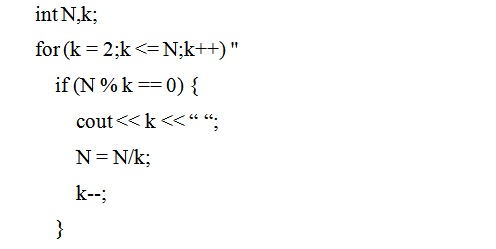 int N,k;
for (k = 2;k <= N;k++) "
if (N % k == 0) {
cout << k << “ “;
N = N/k;
k--;
}